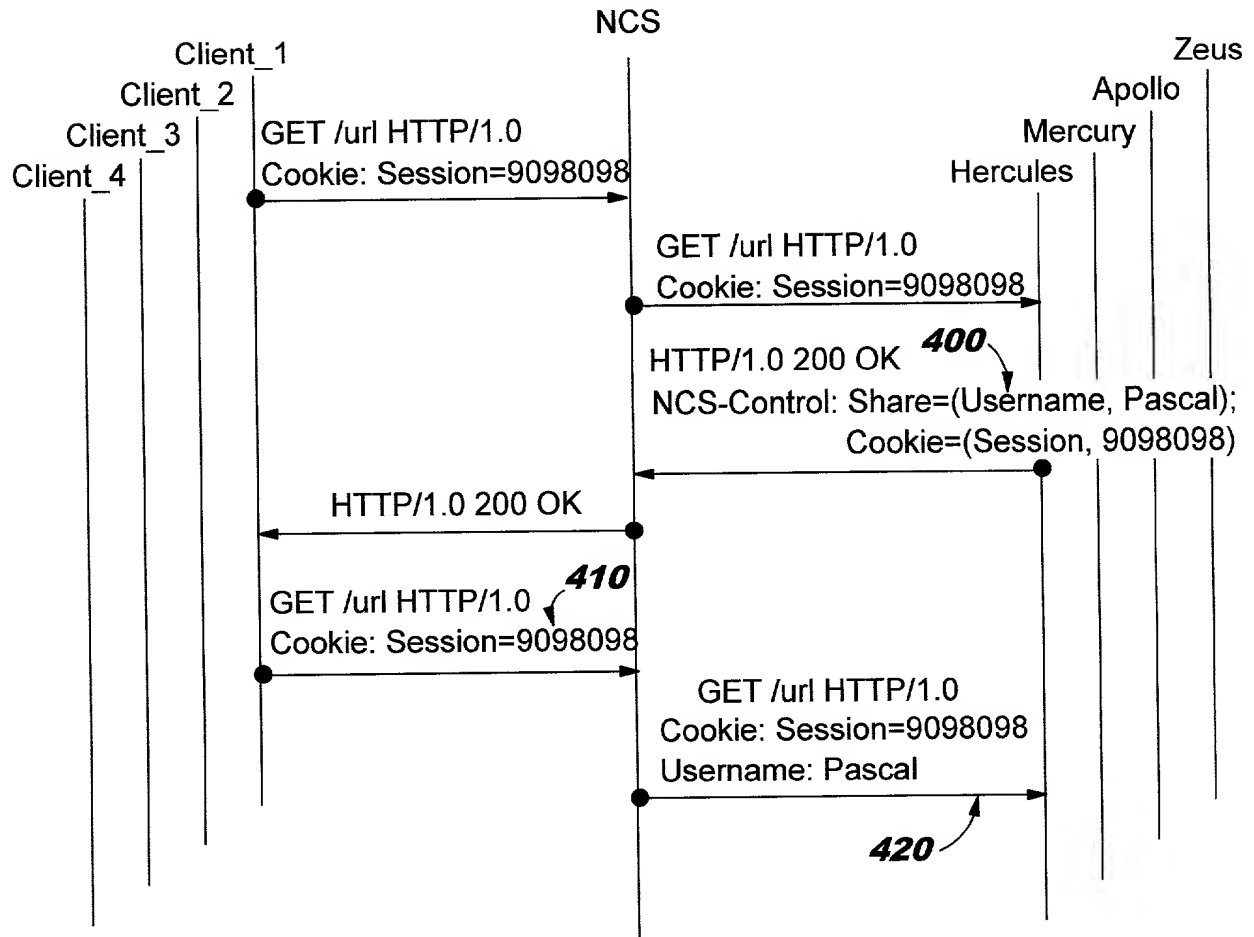 NCS
Client_1
Client_2
Client_3
Client_4
Zeus
Apollo
Mercury
Hercules
GET /url HTTP/1.0
Cookie: Session=9098098
GET /url HTTP/1.0
Cookie: Session=9098098
400
HTTP/1.0 200 OK
NCS-Control: Share=(Username, Pascal);
Cookie=(Session, 9098098)
HTTP/1.0 200 OK
410
GET /url HTTP/1.0
Cookie: Session=9098098
GET /url HTTP/1.0
Cookie: Session=9098098
Username: Pascal
420